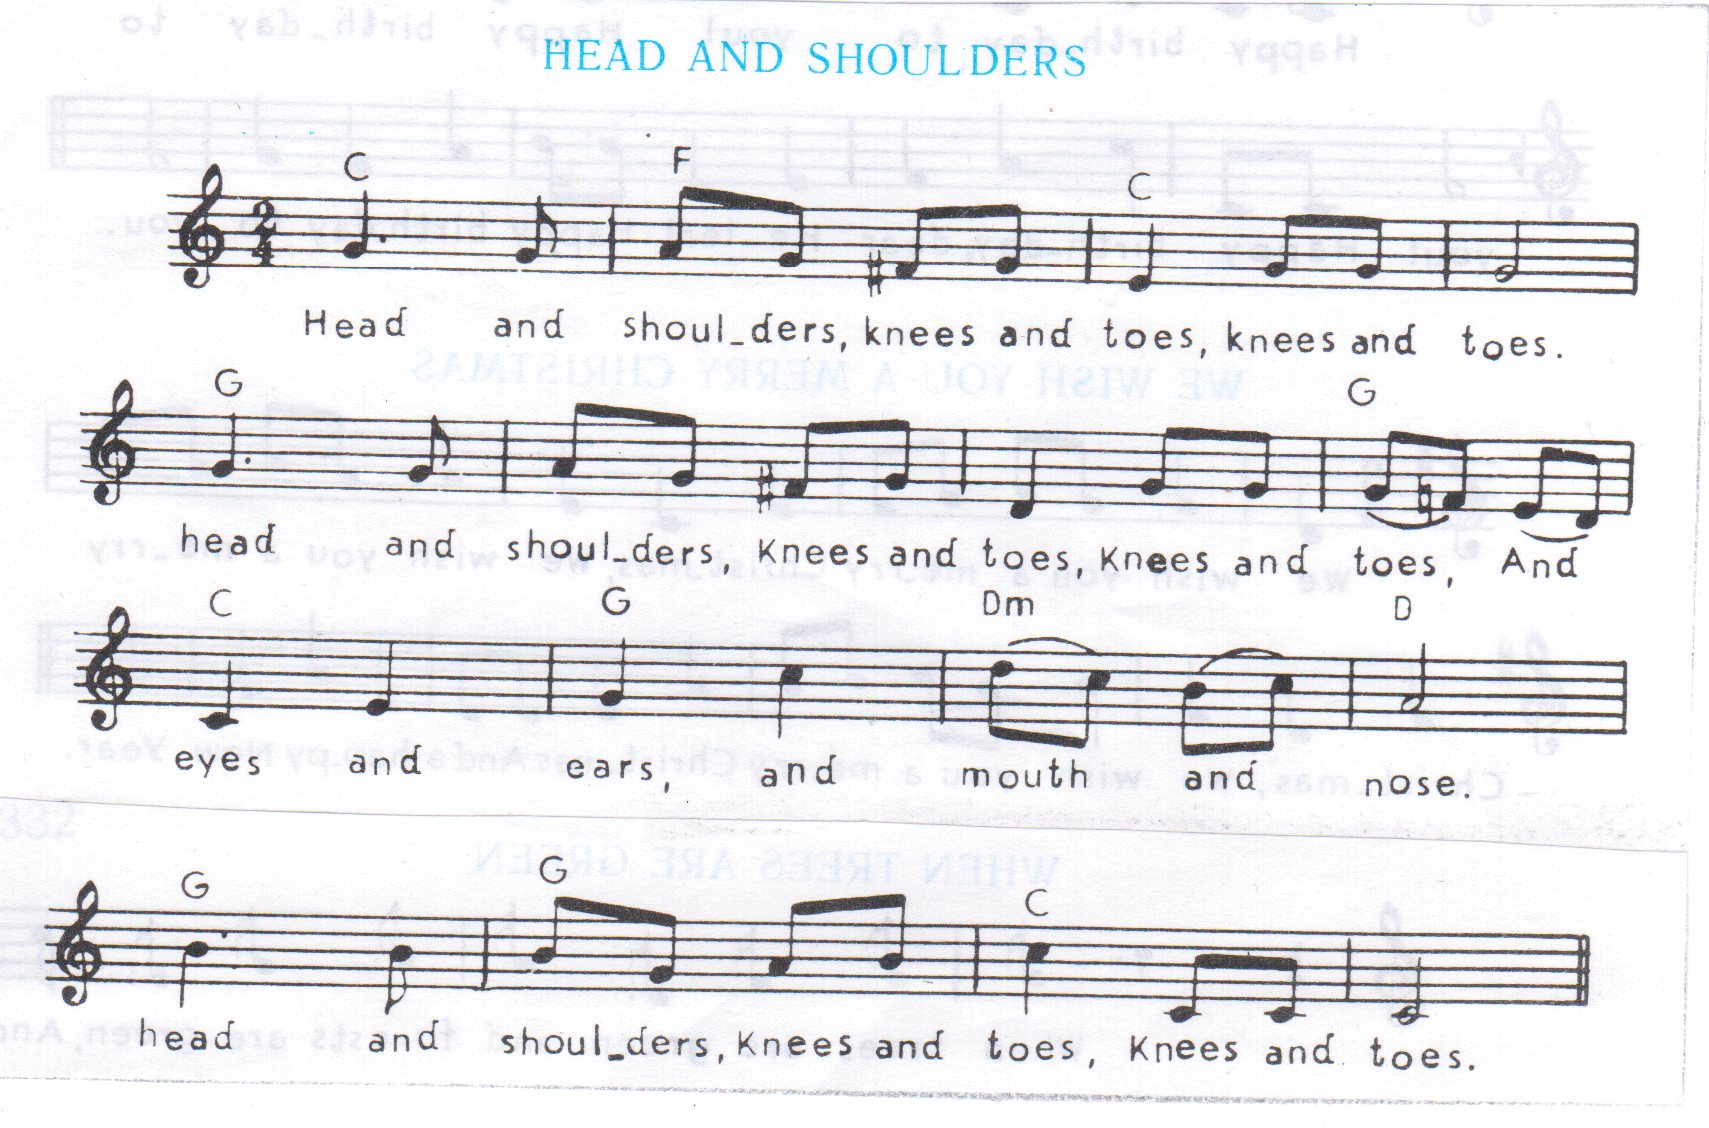 HEAD AND SHOULDERS
C F C
2
4
Head and shoul_ders, knees and toes, knees and toes.
G G
head and shoul_ders, Knees and toes, Knees and toes, And
C G Dm D
eyes and ears, and mouth and nose.
G G C
head and shoul_ders, Knees and toes, Knees and toes.